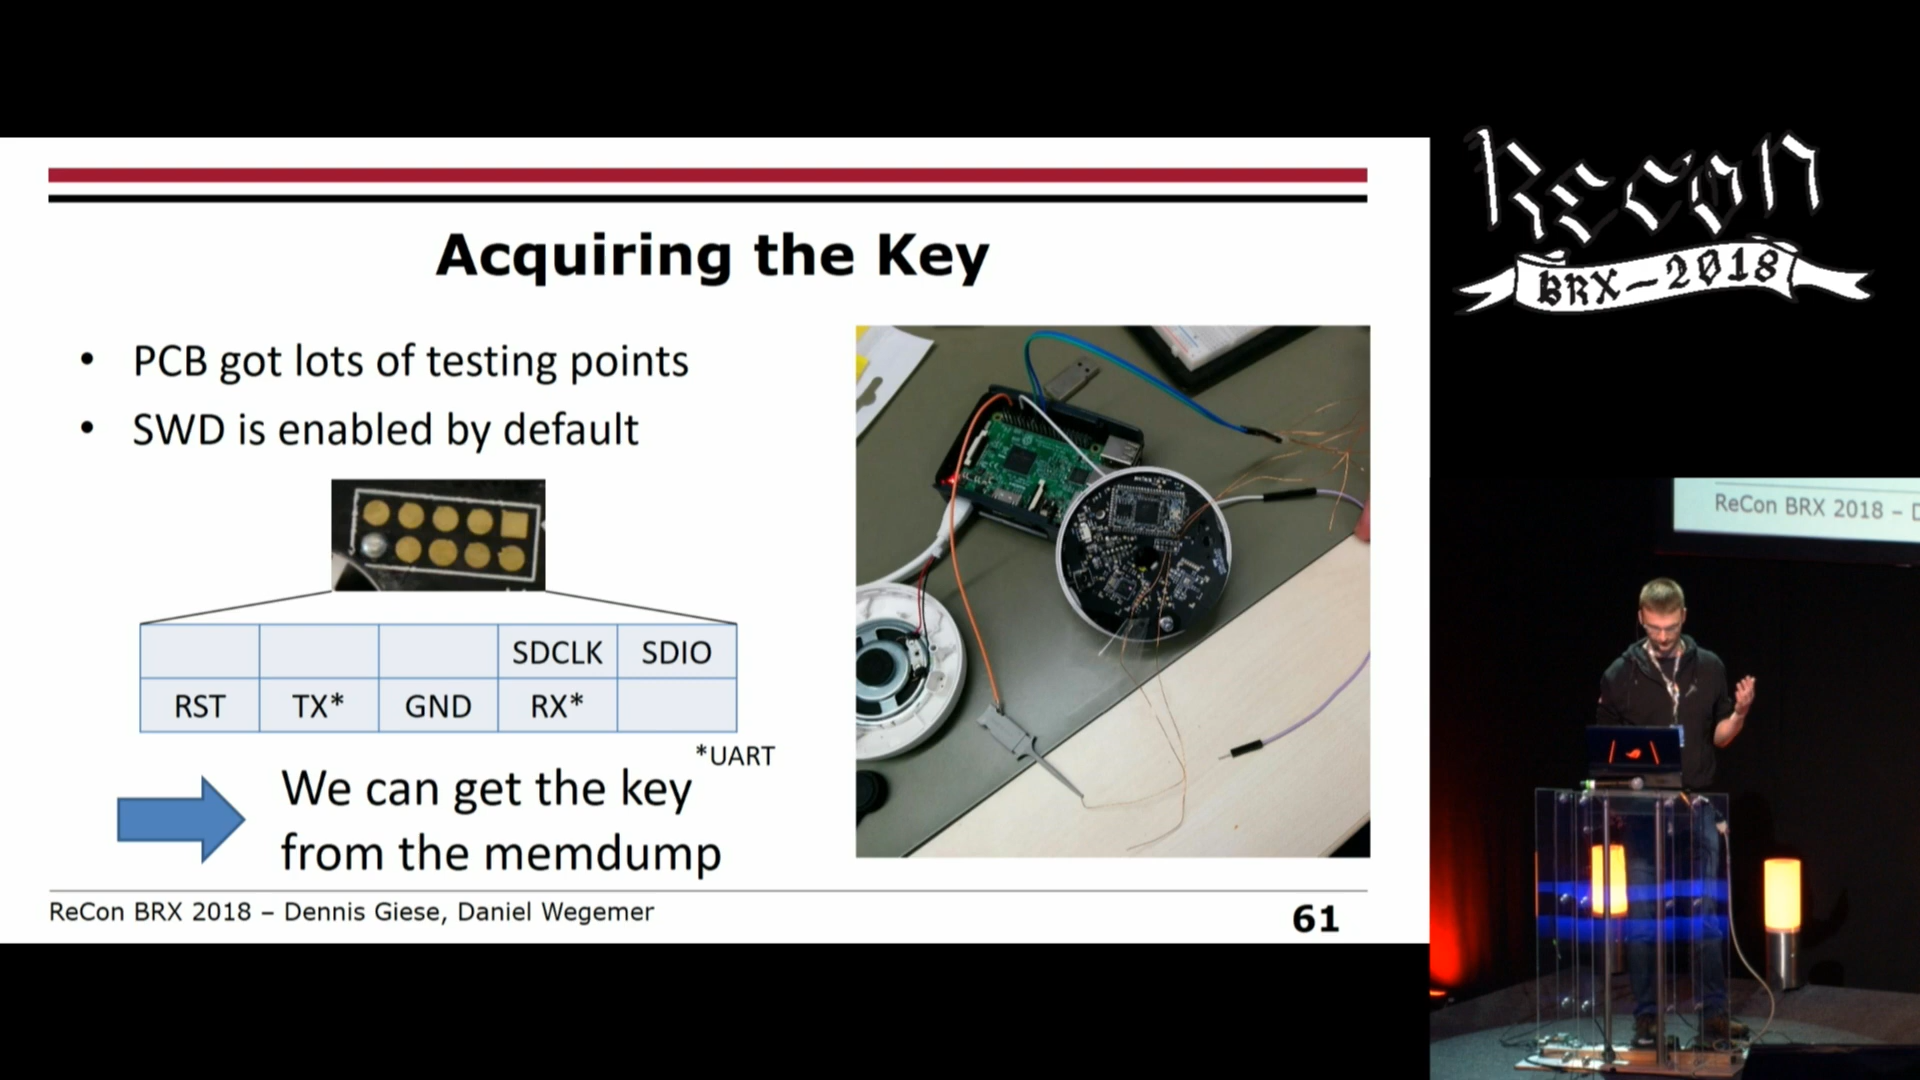 Acquiring the Key
• PCB got lots of testing points
• SWD is enabled by default
SDCLK SDIO
RST TX* GND RX*
*UART
We can get the key
from the memdump
ReCon BRX 2018 – Dennis Giese, Daniel Wegemer
61
Recon
BRX-2018
ReCon BRX 2018 – D